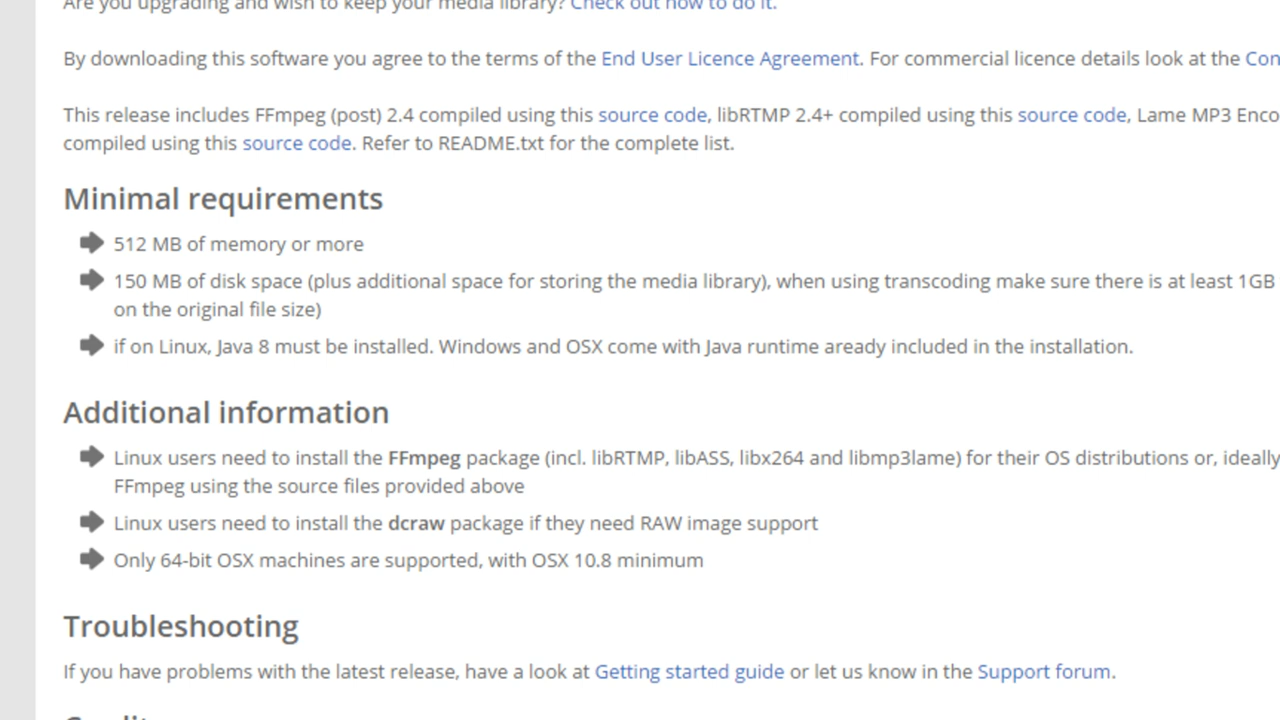 Are you upgrading and wish to keep your media library? Check out how to do it.
By downloading this software you agree to the terms of the End User Licence Agreement. For commercial licence details look at the
This release includes FFmpeg (post) 2.4 compiled using this source code, libRTMP 2.4+ compiled using this source code, Lame MP3
compiled using this source code. Refer to README.txt for the complete list.
Minimal requirements
512 MB of memory or more
150 MB of disk space (plus additional space for storing the media library), when using transcoding make sure there is at least 1GB
on the original file size)
if on Linux, Java 8 must be installed. Windows and OSX come with Java runtime aready included in the installation.
Additional information
Linux users need to install the FFmpeg package (incl. libRTMP, libASS, libx264 and libmp3lame) for their OS distributions or, ideally
FFmpeg using the source files provided above
Linux users need to install the dcraw package if they need RAW image support
Only 64-bit OSX machines are supported, with OSX 10.8 minimum
Troubleshooting
If you have problems with the latest release, have a look at Getting started guide or let us know in the Support forum.